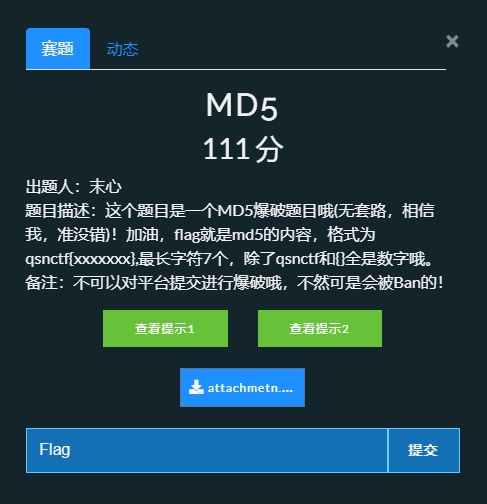 赛题 动态 ×
MD5
111 分
出题人：末心
题目描述：这个题目是一个MD5爆破题目哦(无套路，相信
我，准没错)！加油，flag就是md5的内容，格式为
qsnctf{xxxxxxx},最长字符7个，除了qsnctf和{}全是数字哦。
备注：不可以对平台提交进行爆破哦，不然可是会被Ban的！
查看提示1 查看提示2
attachmetn....
Flag 提交